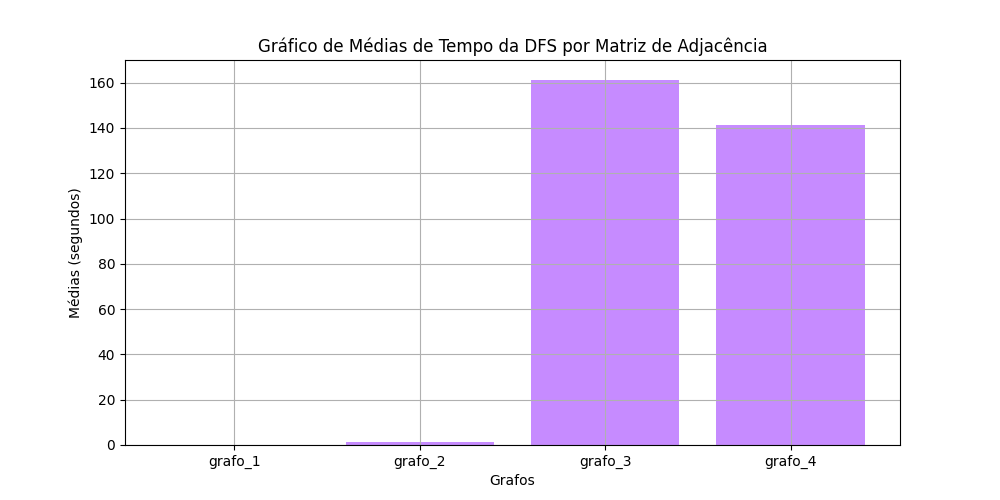 Gráfico de Médias de Tempo da DFS por Matriz de Adjacência
Médias (segundos)
160
140
120
100
80
60
40
20
0
grafo_1 grafo_2 grafo_3 grafo_4
Grafos